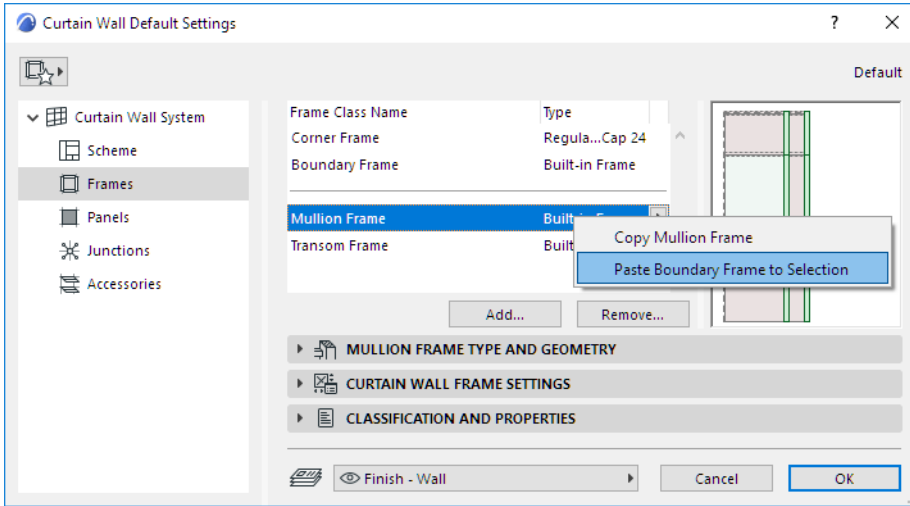 Curtain Wall Default Settings
?
Default
Curtain Wall System
Scheme
Frames
Panels
Junctions
Accessories
Frame Class Name Type
Corner Frame Regula...Cap 24
Boundary Frame Built-in Frame
Mullion Frame
Transom Frame Built
Copy Mullion Frame
Paste Boundary Frame to Selection
Add... Remove...
MULLION FRAME TYPE AND GEOMETRY
CURTAIN WALL FRAME SETTINGS
CLASSIFICATION AND PROPERTIES
Finish - Wall
Cancel OK